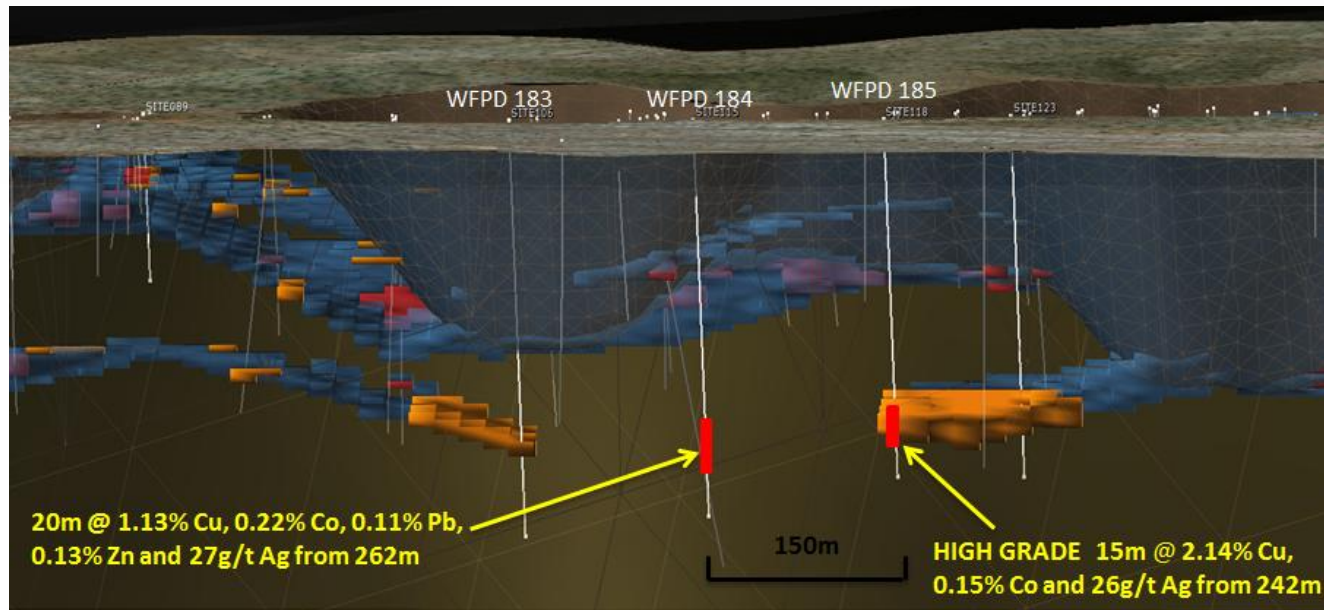 WFPD 183
WFPD 184
WFPD 185
SITE089
SITE106
SITE115
SITE118
SITE123
20m @ 1.13% Cu, 0.22% Co, 0.11% Pb,
0.13% Zn and 27g/t Ag from 262m
150m
HIGH GRADE 15m @ 2.14% Cu,
0.15% Co and 26g/t Ag from 242m